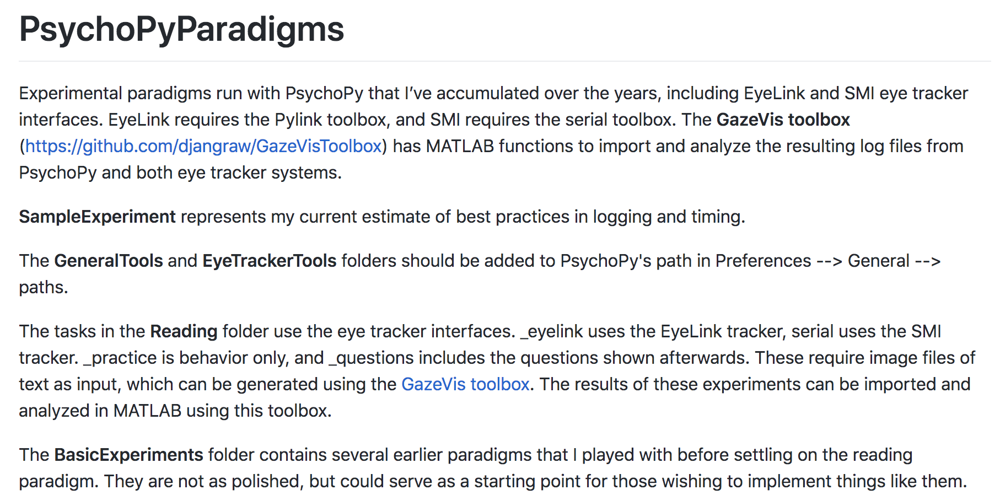 PsychoPyParadigms
Experimental paradigms run with PsychoPy that I’ve accumulated over the years, including EyeLink and SMI eye tracker
interfaces. EyeLink requires the Pylink toolbox, and SMI requires the serial toolbox. The GazeVis toolbox
(https://github.com/djangraw/GazeVisToolbox) has MATLAB functions to import and analyze the resulting log files from
PsychoPy and both eye tracker systems.
SampleExperiment represents my current estimate of best practices in logging and timing.
The GeneralTools and EyeTrackerTools folders should be added to PsychoPy's path in Preferences --> General -->
paths.
The tasks in the Reading folder use the eye tracker interfaces. _eyelink uses the EyeLink tracker, serial uses the SMI
tracker. _practice is behavior only, and _questions includes the questions shown afterwards. These require image files of
text as input, which can be generated using the GazeVis toolbox. The results of these experiments can be imported and
analyzed in MATLAB using this toolbox.
The BasicExperiments folder contains several earlier paradigms that I played with before settling on the reading
paradigm. They are not as polished, but could serve as a starting point for those wishing to implement things like them.